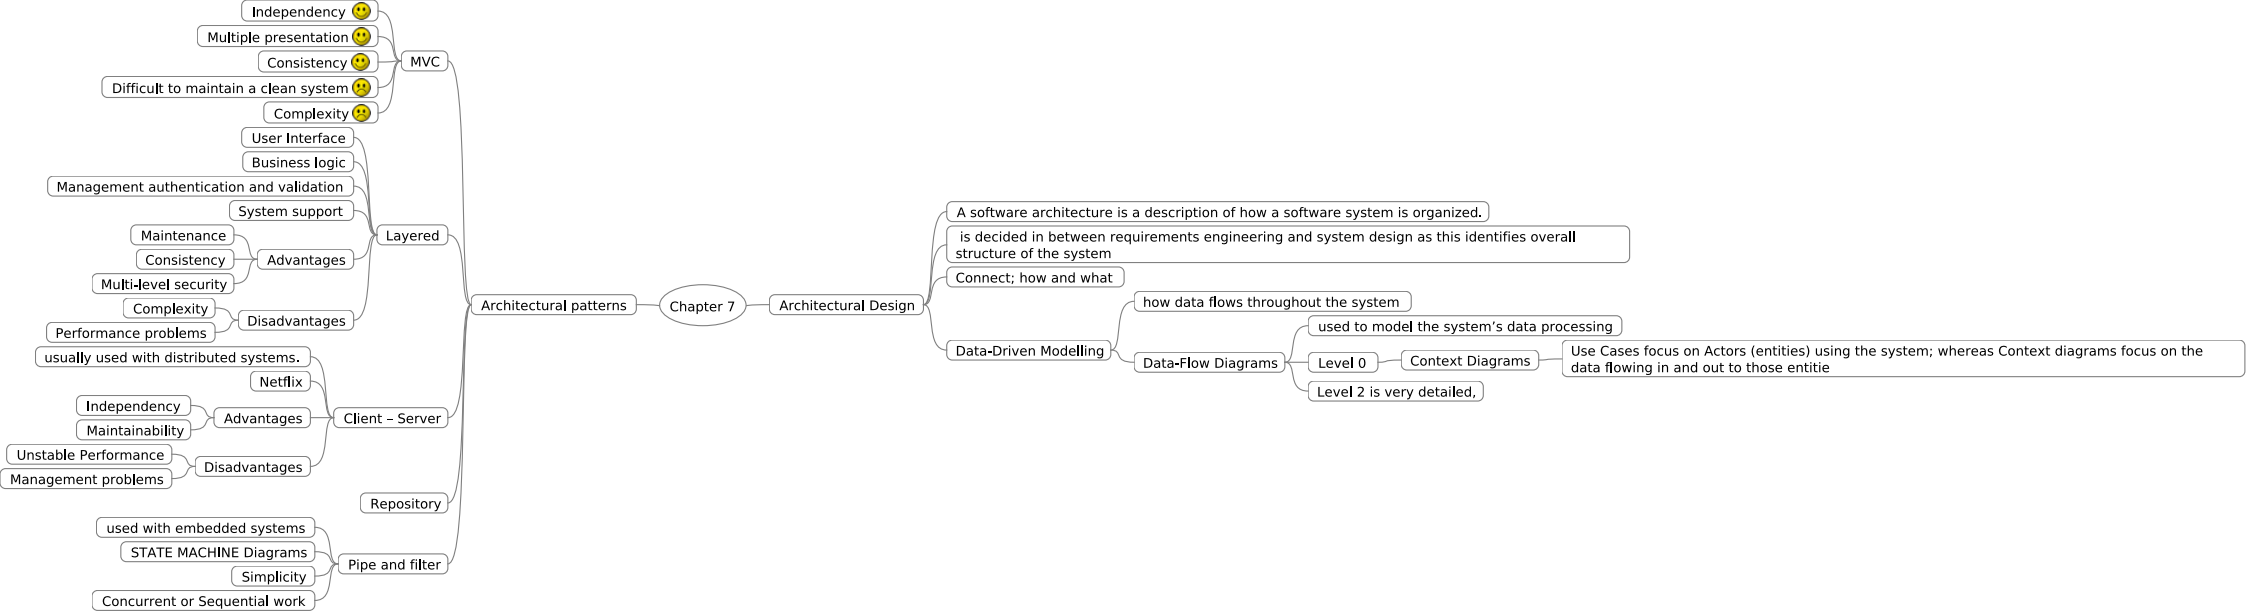 Independency
Multiple presentation
Consistency
Difficult to maintain a clean system
Complexity
MVC
User Interface
Business logic
Management authentication and validation
System support
Maintenance
Consistency
Multi-level security
Advantages
Complexity
Performance problems
Disadvantages
Layered
usually used with distributed systems.
Netflix
Independency
Maintainability
Advantages
Unstable Performance
Management problems
Disadvantages
Client – Server
Repository
used with embedded systems
STATE MACHINE Diagrams
Simplicity
Concurrent or Sequential work
Pipe and filter
Architectural patterns
Chapter 7
Architectural Design
A software architecture is a description of how a software system is organized.
is decided in between requirements engineering and system design as this identifies overall
structure of the system
Connect; how and what
Data-Driven Modelling
how data flows throughout the system
Data-Flow Diagrams
used to model the system’s data processing
Level 0
Context Diagrams
Use Cases focus on Actors (entities) using the system; whereas Context diagrams focus on the
data flowing in and out to those entitie
Level 2 is very detailed,